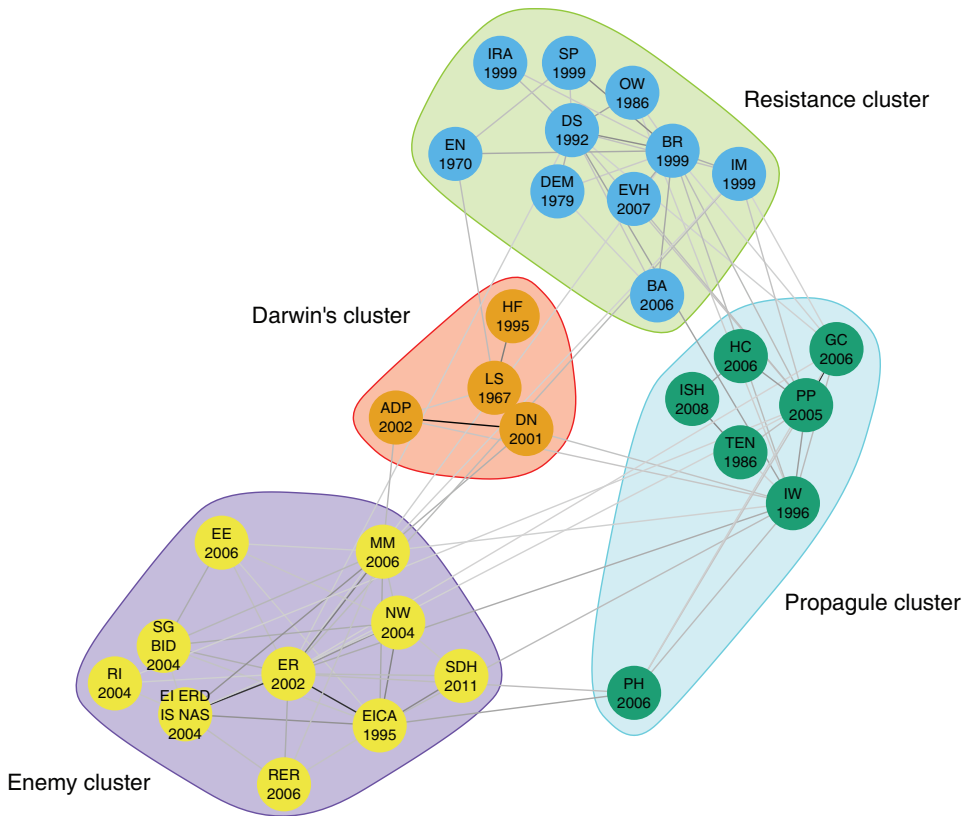 IRA
1999
SP
1999
OW
1986
Resistance cluster
DS
1992
EN
1970
BR
1999
IM
1999
DEM
1979
EVH
2007
BA
2006
Darwin's cluster
HF
1995
LS
1967
ADP
2002
DN
2001
HC
2006
GC
2006
ISH
2008
PP
2005
TEN
1986
IW
1996
Propagule cluster
PH
2006
EE
2006
MM
2006
NW
2004
SG
BID
2004
RI
2004
ER
2002
SDH
2011
EI ERD
IS NAS
2004
EICA
1995
RER
2006
Enemy cluster